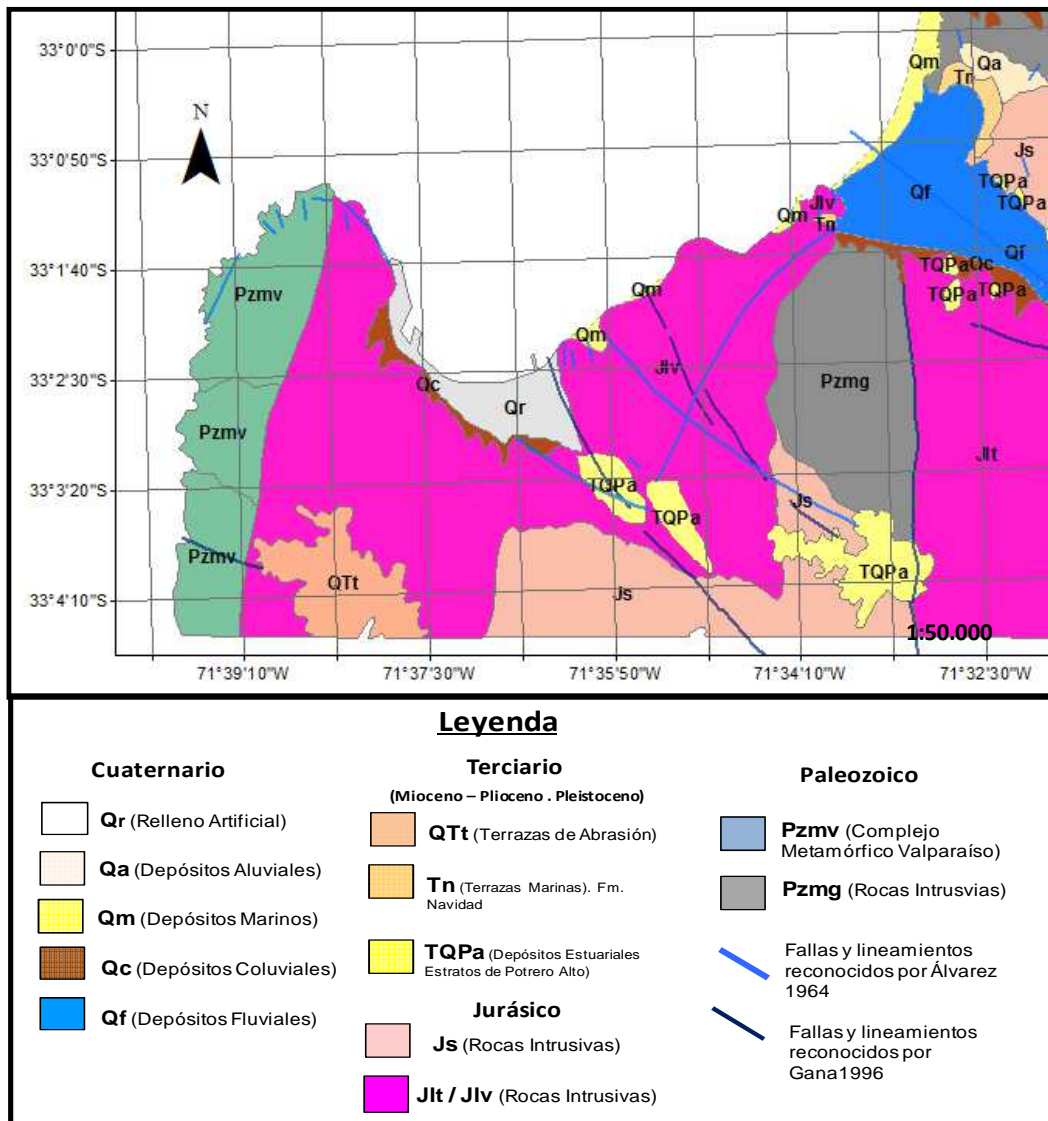 33°0'0"S
33°0'50"S
33°1'40"S
33°2'30"S
33°3'20"S
33°4'10"S
N
Qm
Qa
Tn
Js
TQPa
TQPa
Qf
Jlv
Qm
Tn
Qf
TQPa
Qc
TQPa
TQPa
Pzmv
Qm
Qm
Jlv
Pzmg
Qc
Qr
Pzmv
Jlt
TQPa
TQPa
Js
Pzmv
QTt
TQPa
Js
1:50.000
71°39'10"W
71°37'30"W
71°35'50"W
71°34'10"W
71°32'30"W
Leyenda
Cuaternario
Qr (Relleno Artificial)
Qa (Depósitos Aluviales)
Qm (Depósitos Marinos)
Qc (Depósitos Coluviales)
Qf (Depósitos Fluviales)
Terciario
(Mioceno – Plioceno . Pleistoceno)
QTt (Terrazas de Abrasión)
Tn (Terrazas Marinas). Fm.
Navidad
TQPa (Depósitos Estuariales
Estratos de Potrero Alto)
Jurásico
Js (Rocas Intrusivas)
Jlt / Jlv (Rocas Intrusivas)
Paleozoico
Pzmv (Complejo
Metamórfico Valparaíso)
Pzmg (Rocas Intrusvias)
Fallas y lineamientos
reconocidos por Álvarez
1964
Fallas y lineamientos
reconocidos por
Gana1996